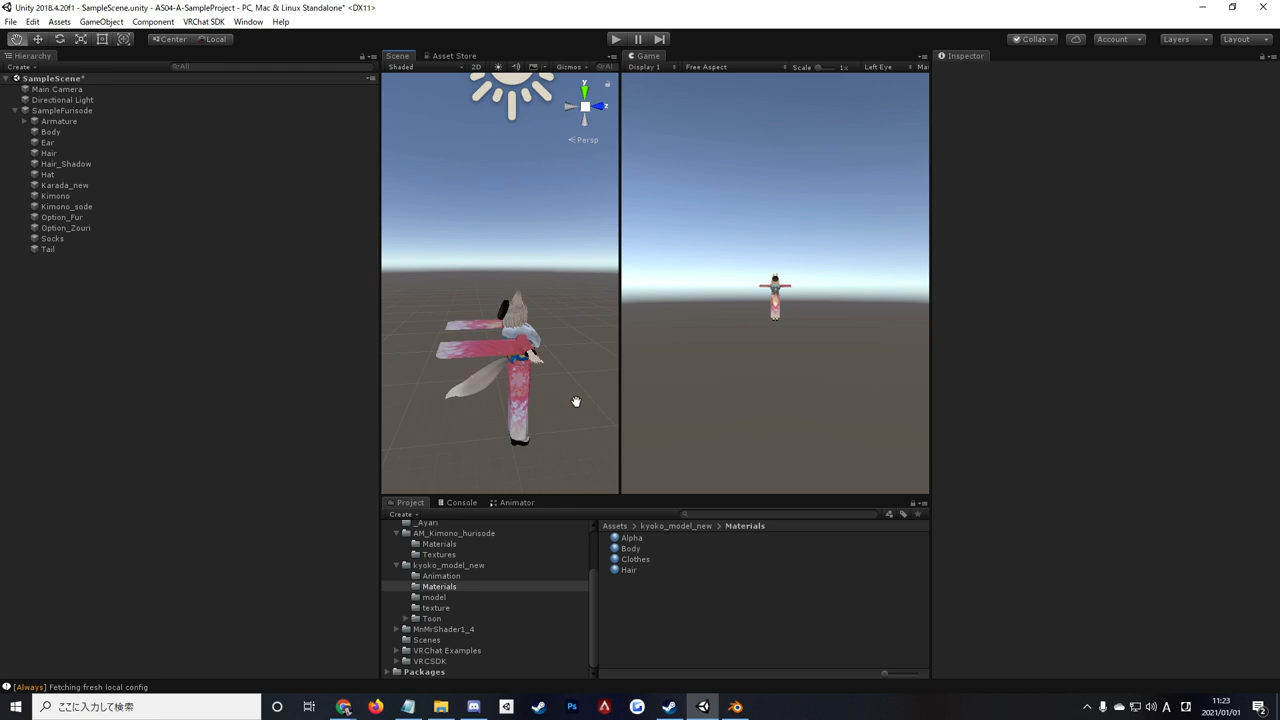 Unity 2018.4.20f1 - SampleScene.unity - AS04-A-SampleProject - PC, Mac & Linux Standalone* <DX11>
File Edit Assets GameObject Component VRChat SDK Window Help
Center Local Collab Account Layers Layout
Hierarchy Scene Asset Store Game Inspector
Create All Shaded 2D Gizmos Al Display 1 Free Aspect Scale 1x Left Eye Ma
SampleScene*
Main Camera
Directional Light
SampleFurisode
Armature
Body
Ear
Hair
Hair_Shadow
Hat
Karada_new
Kimono
Kimono_sode
Option_Fur
Option_Zouri
Socks
Tail
y
z
Persp
Project Console Animator
Create
_Ayari
AM_Kimono_hurisode
Materials
Textures
kyoko_model_new
Animation
Materials
model
texture
Toon
MnMrShader1_4
Scenes
VRChat Examples
VRCSDK
Packages
Assets > kyoko_model_new > Materials
Alpha
Body
Clothes
Hair
[Always] Fetching fresh local config
ここに入力して検索
11:23
2021/01/01